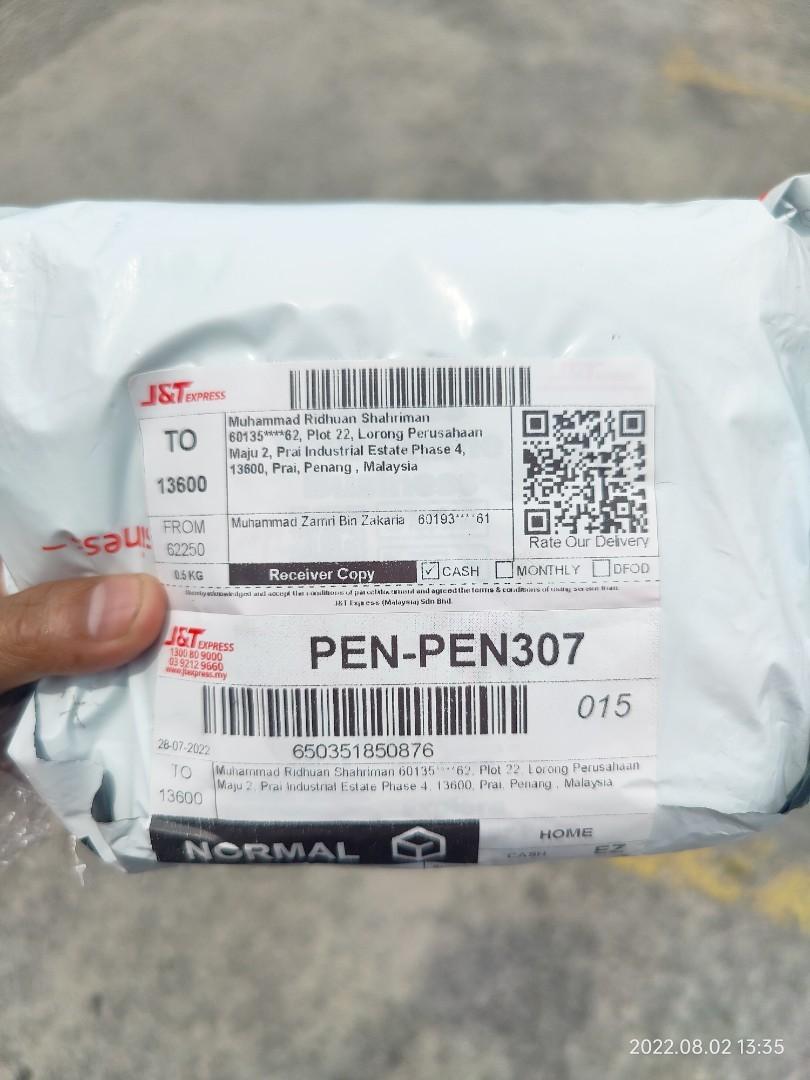 J&T EXPRESS
TO
13600
Muhammad Ridhuan Shahriman
60135****62, Plot 22, Lorong Perusahaan
Maju 2, Prai Industrial Estate Phase 4,
13600, Prai, Penang , Malaysia
FROM
62250
Muhammad Zamri Bin Zakaria 60193****61
Rate Our Delivery
0.5 KG
Receiver Copy
CASH
MONTHLY
DFOD
J&T Express (Malaysia) Sdn Bhd.
J&T EXPRESS
1300 80 9000
03 9212 9660
www.jtexpress.my
PEN-PEN307
015
28-07-2022
650351850876
TO
13600
Muhammad Ridhuan Shahriman 60135****62, Plot 22, Lorong Perusahaan
Maju 2, Prai Industrial Estate Phase 4, 13600, Prai, Penang , Malaysia
NORMAL
HOME
CASH
EZ
2022.08.02 13:35